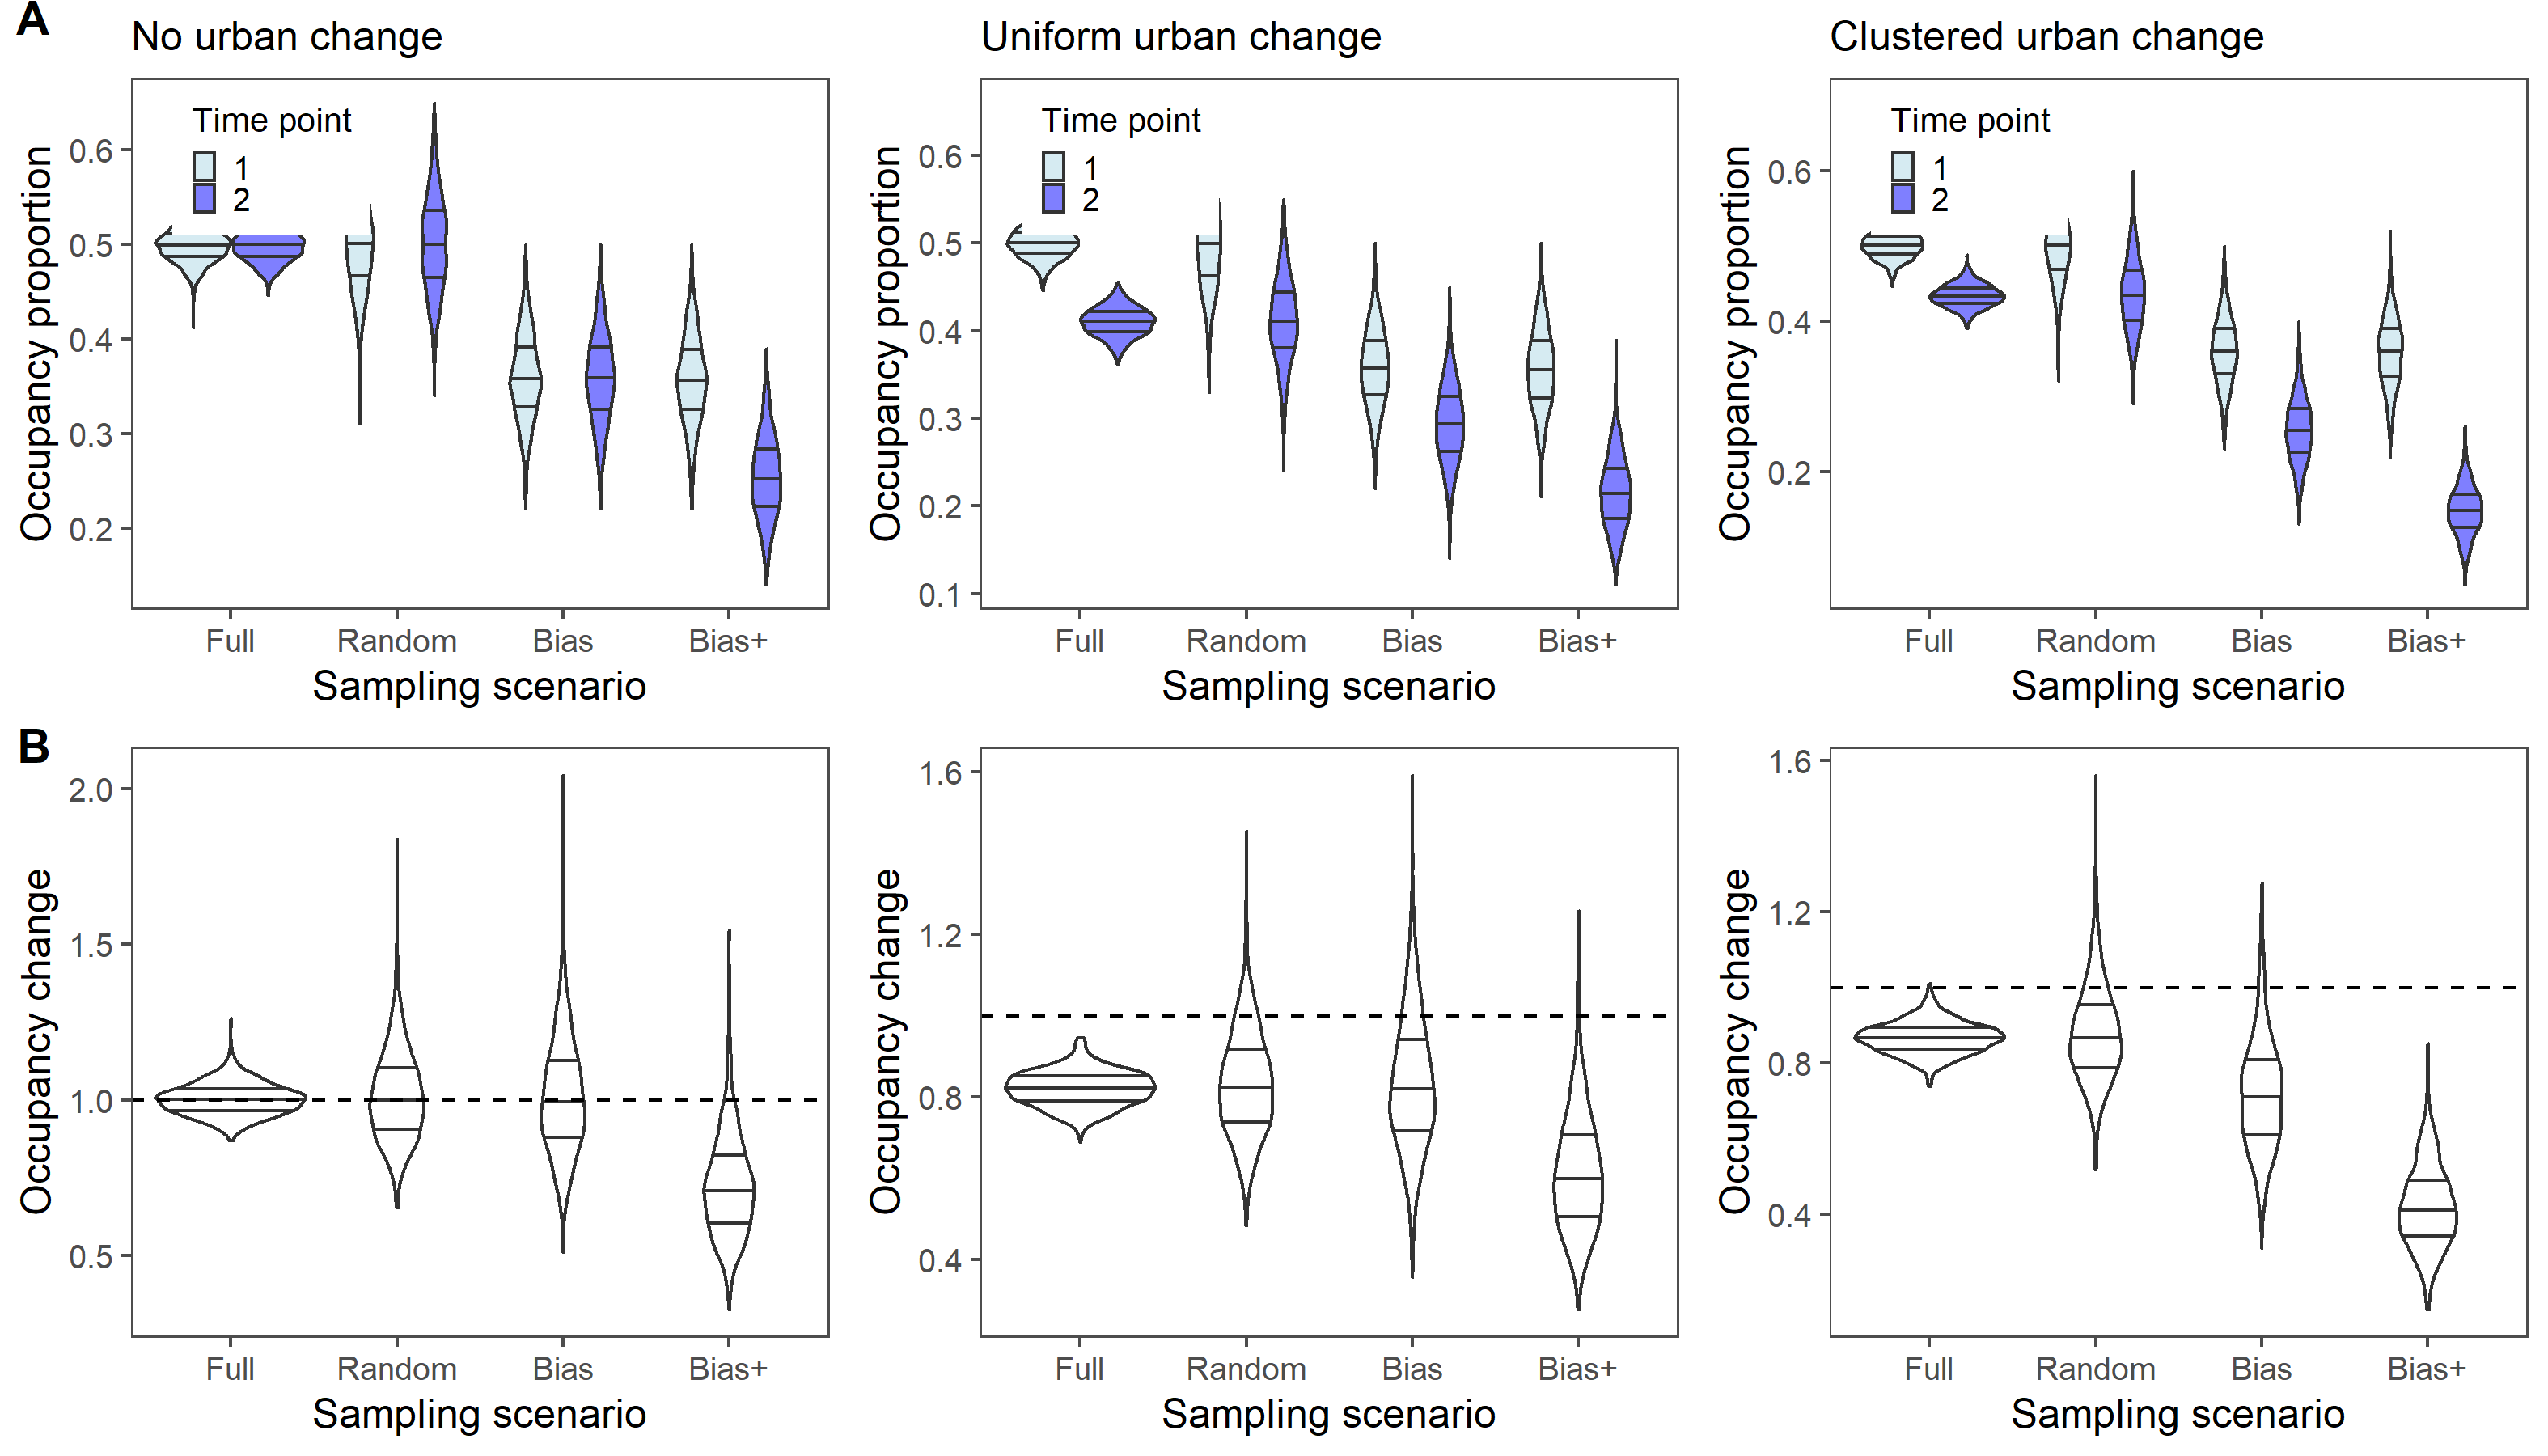 A
No urban change
Uniform urban change
Clustered urban change
Time point
1
2
Time point
1
2
Time point
1
2
Occupancy proportion
0.6
0.5
0.4
0.3
0.2
Occupancy proportion
0.6
0.5
0.4
0.3
0.2
0.1
Occupancy proportion
0.6
0.4
0.2
Full Random Bias Bias+
Full Random Bias Bias+
Full Random Bias Bias+
Sampling scenario
Sampling scenario
Sampling scenario
B
Occupancy change
2.0
1.5
1.0
0.5
Occupancy change
1.6
1.2
0.8
0.4
Occupancy change
1.6
1.2
0.8
0.4
Full Random Bias Bias+
Full Random Bias Bias+
Full Random Bias Bias+
Sampling scenario
Sampling scenario
Sampling scenario